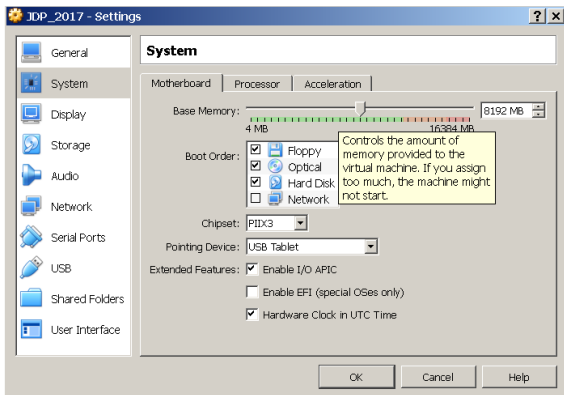 JDP_2017 - Settings
General
System
Display
Storage
Audio
Network
Serial Ports
USB
Shared Folders
User Interface
System
Motherboard Processor Acceleration
Base Memory: 8192 MB
4 MB 16384 MB
Controls the amount of
memory provided to the
virtual machine. If you assign
too much, the machine might
not start.
Boot Order: Floppy
Optical
Hard Disk
Network
Chipset: PIIX3
Pointing Device: USB Tablet
Extended Features: Enable I/O APIC
Enable EFI (special OSes only)
Hardware Clock in UTC Time
OK Cancel Help